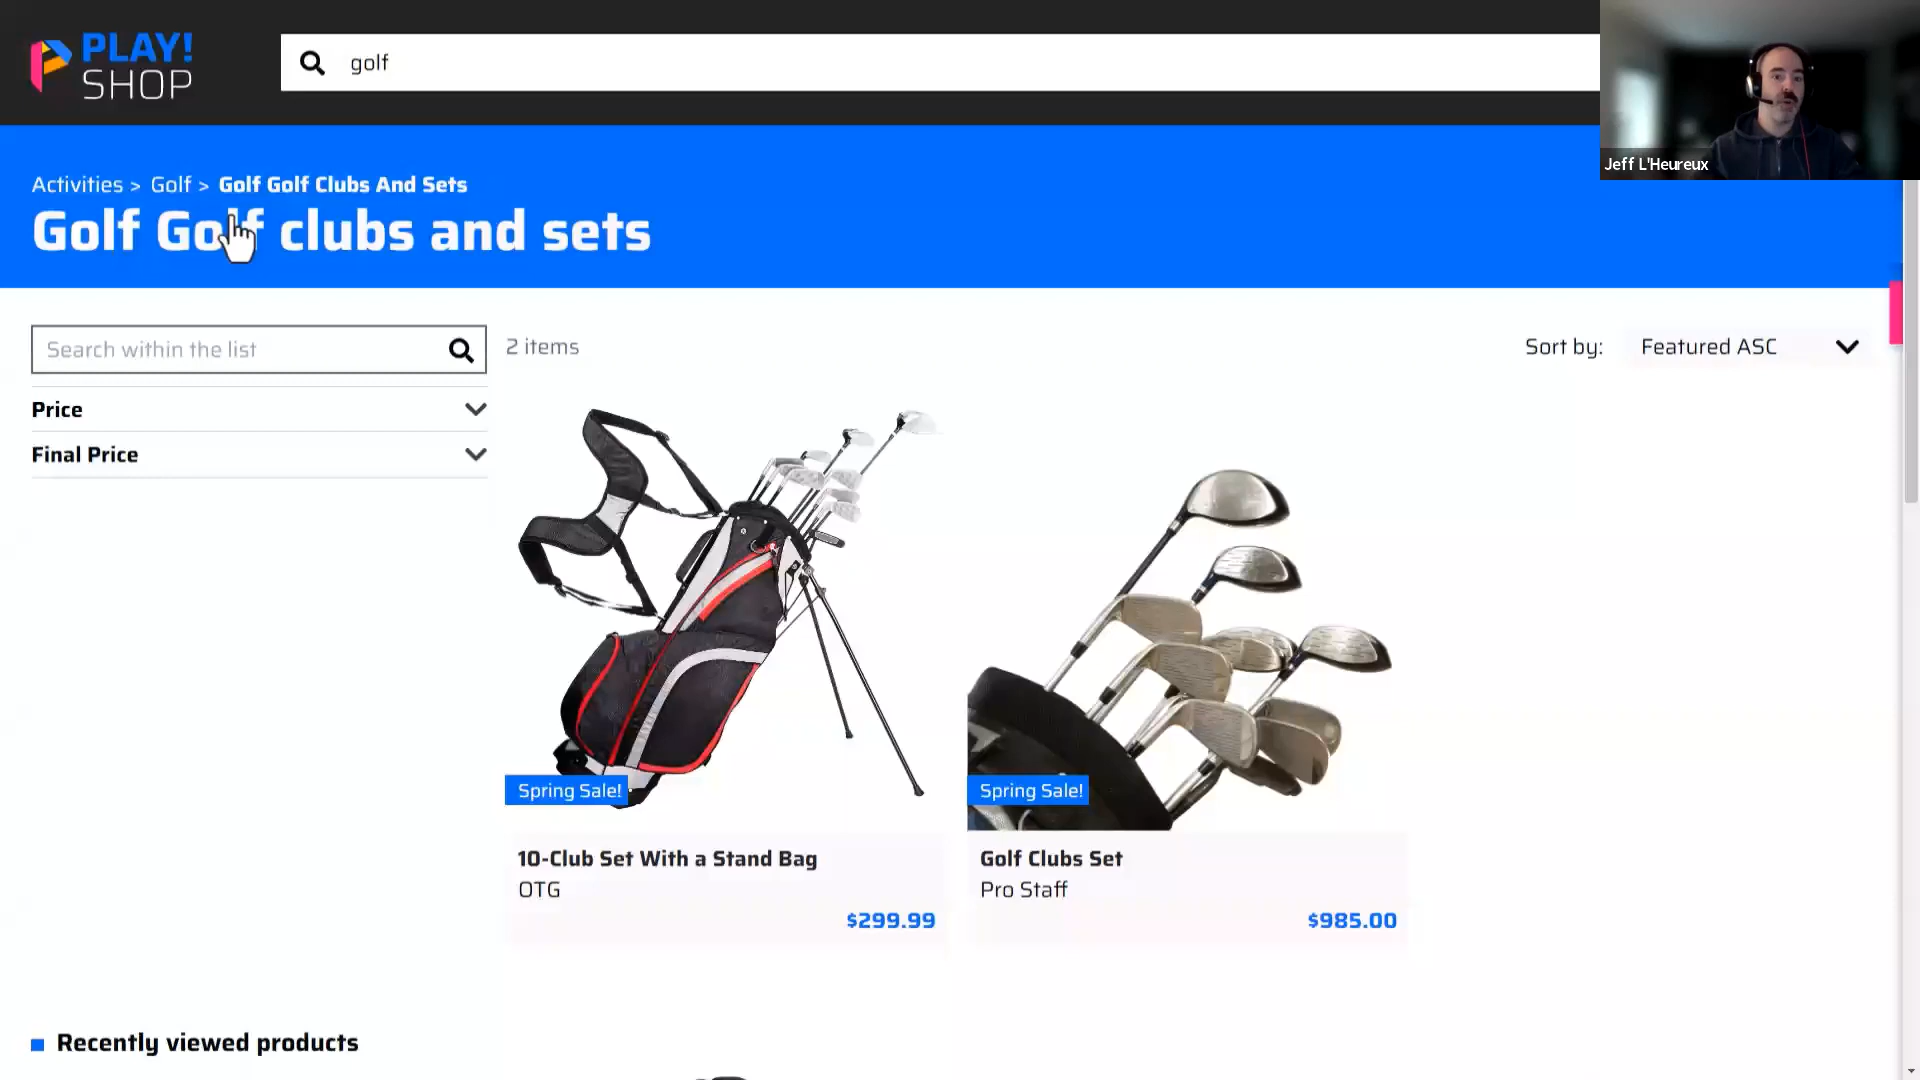 PLAY!
SHOP
golf
Jeff L'Heureux
Activities > Golf > Golf Golf Clubs And Sets
Golf Golf clubs and sets
Search within the list
2 items
Sort by: Featured ASC
Price
Final Price
Spring Sale!
Spring Sale!
10-Club Set With a Stand Bag
OTG
$299.99
Golf Clubs Set
Pro Staff
$985.00
Recently viewed products